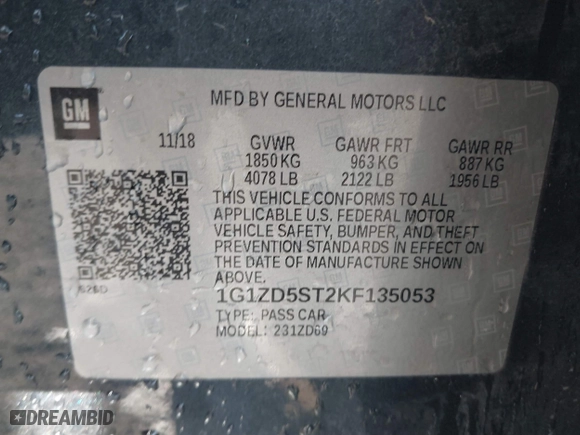 GM
MFD BY GENERAL MOTORS LLC
11/18 GVWR GAWR FRT GAWR RR
1850 KG 963 KG 887 KG
4078 LB 2122 LB 1956 LB
THIS VEHICLE CONFORMS TO ALL
APPLICABLE U.S. FEDERAL MOTOR
VEHICLE SAFETY, BUMPER, AND THEFT
PREVENTION STANDARDS IN EFFECT ON
THE DATE OF MANUFACTURE SHOWN
ABOVE.
1G1ZD5ST2KF135053
TYPE: PASS CAR
MODEL: 231ZD69
DREAMBID